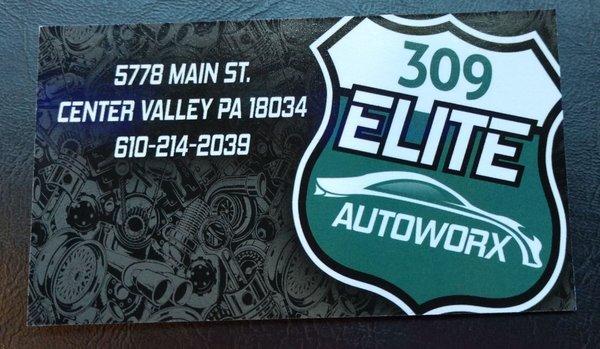 5778 MAIN ST.
CENTER VALLEY PA 18034
610-214-2039
309
ELITE
AUTOWORX